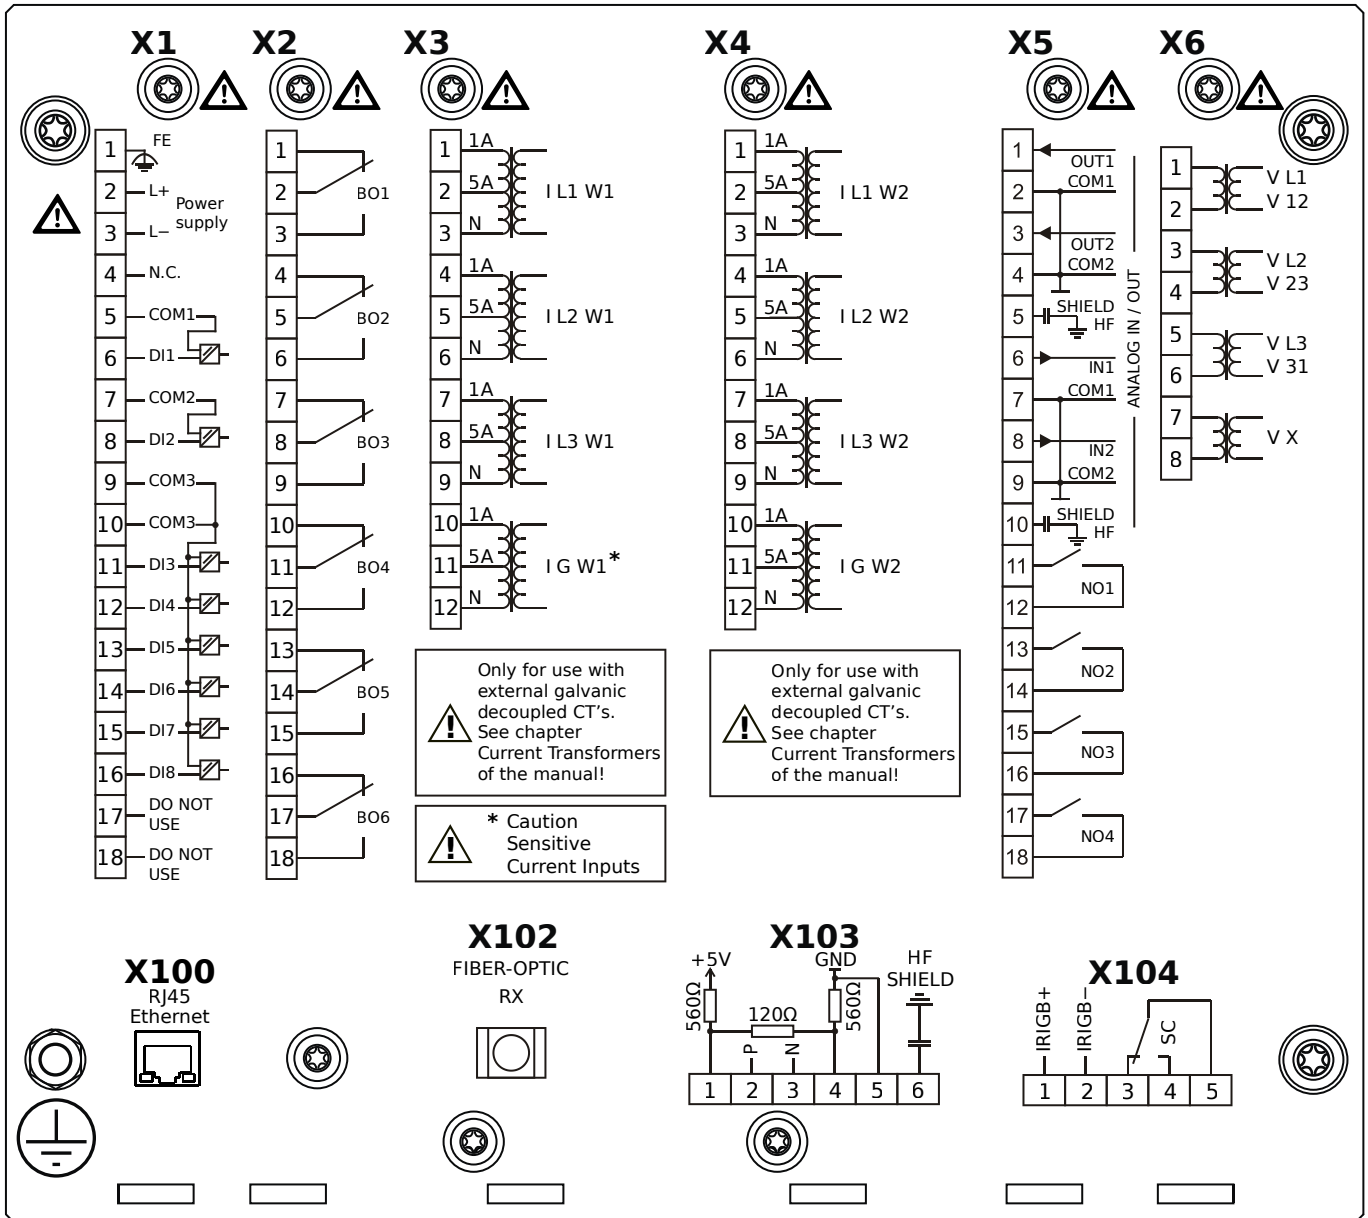 X1
X2
X3
X4
X5
X6
1
FE
2
L+
Power
supply
3
L−
4
N.C.
5
COM1
6
DI1
7
COM2
8
DI2
9
COM3
10
COM3
11
DI3
12
DI4
13
DI5
14
DI6
15
DI7
16
DI8
17
DO NOT
USE
18
DO NOT
USE
1
2
BO1
3
4
5
BO2
6
7
8
BO3
9
10
11
BO4
12
13
14
BO5
15
16
17
BO6
18
1
1A
2
5A
I L1 W1
3
N
4
1A
5
5A
I L2 W1
6
N
7
1A
8
5A
I L3 W1
9
N
10
1A
11
5A
I G W1*
12
N
Only for use with
external galvanic
decoupled CT's.
See chapter
Current Transformers
of the manual!
* Caution
Sensitive
Current Inputs
1
1A
2
5A
I L1 W2
3
N
4
1A
5
5A
I L2 W2
6
N
7
1A
8
5A
I L3 W2
9
N
10
1A
11
5A
I G W2
12
N
Only for use with
external galvanic
decoupled CT's.
See chapter
Current Transformers
of the manual!
1
OUT1
2
COM1
3
OUT2
4
COM2
5
SHIELD
HF
6
IN1
7
COM1
8
IN2
9
COM2
10
SHIELD
HF
ANALOG IN / OUT
11
NO1
12
13
NO2
14
15
NO3
16
17
NO4
18
1
V L1
2
V 12
3
V L2
4
V 23
5
V L3
6
V 31
7
V X
8
X100
RJ45
Ethernet
X102
FIBER-OPTIC
RX
X103
+5V
GND
HF
SHIELD
560Ω
120Ω
560Ω
P
N
1
2
3
4
5
6
X104
IRIGB+
IRIGB−
SC
1
2
3
4
5